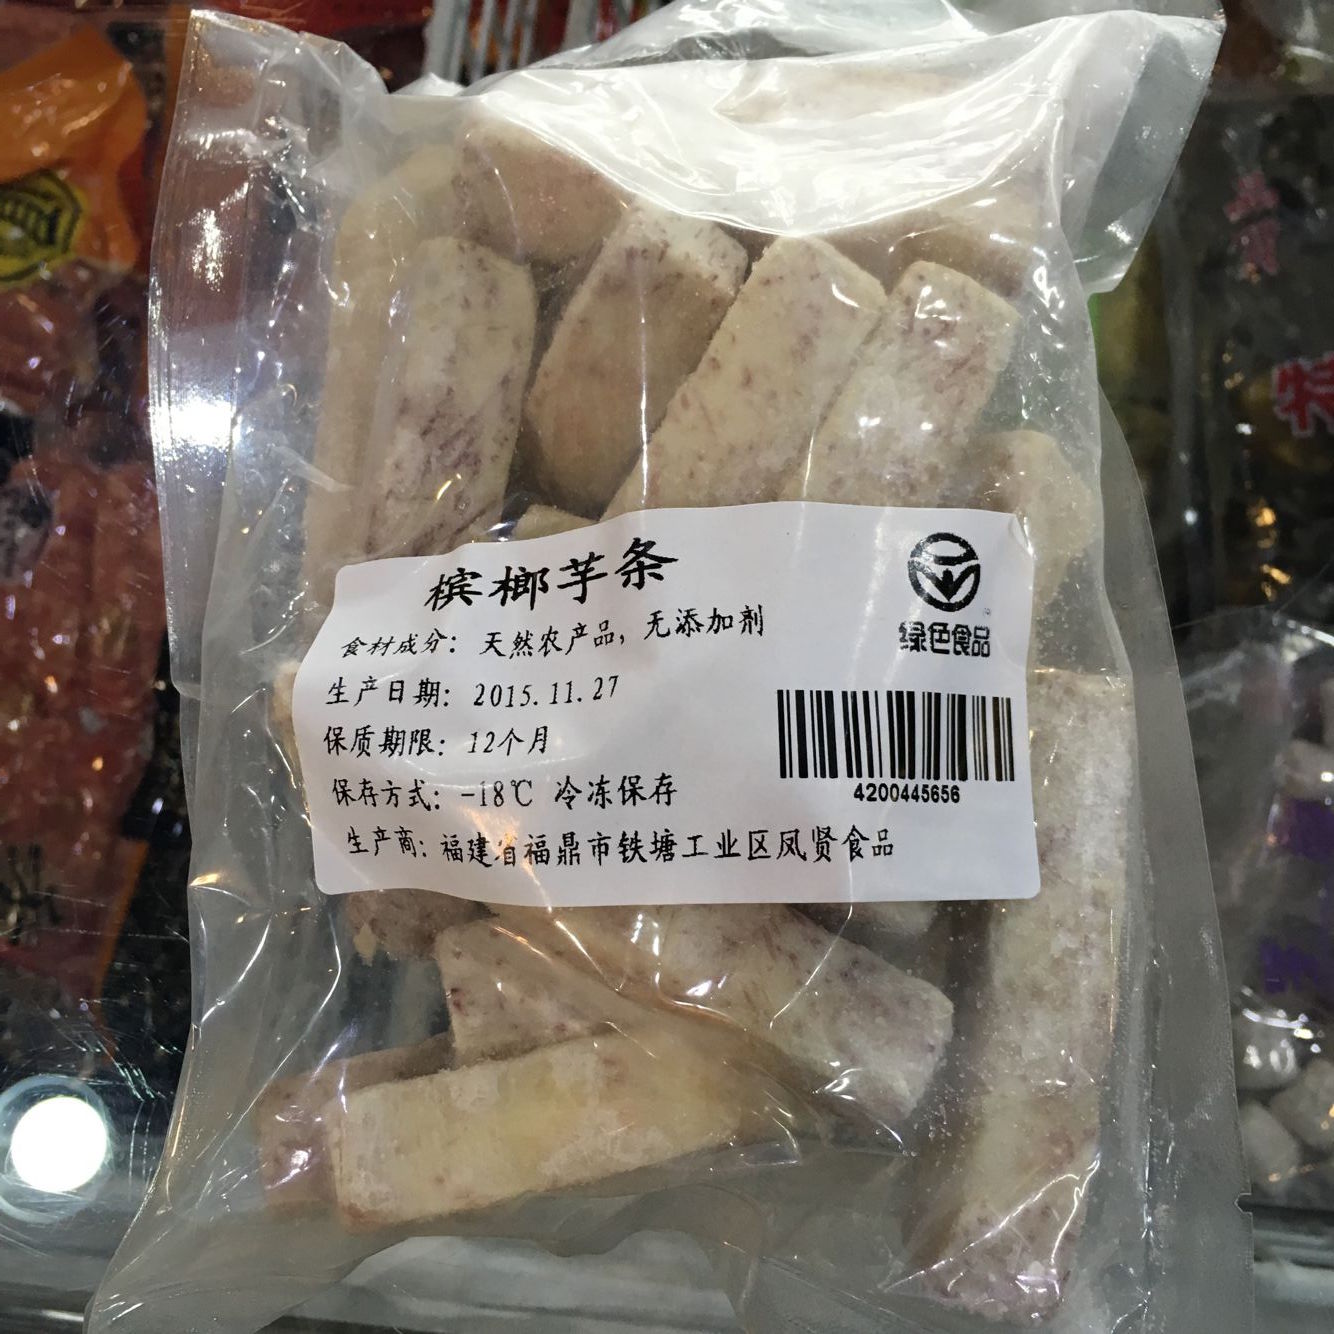 槟榔芋条
绿色食品
食材成分：天然农产品，无添加剂
生产日期：2015.11.27
保质期限：12个月
保存方式：-18℃ 冷冻保存
4200445656
生产商：福建省福鼎市铁塘工业区凤贤食品
特